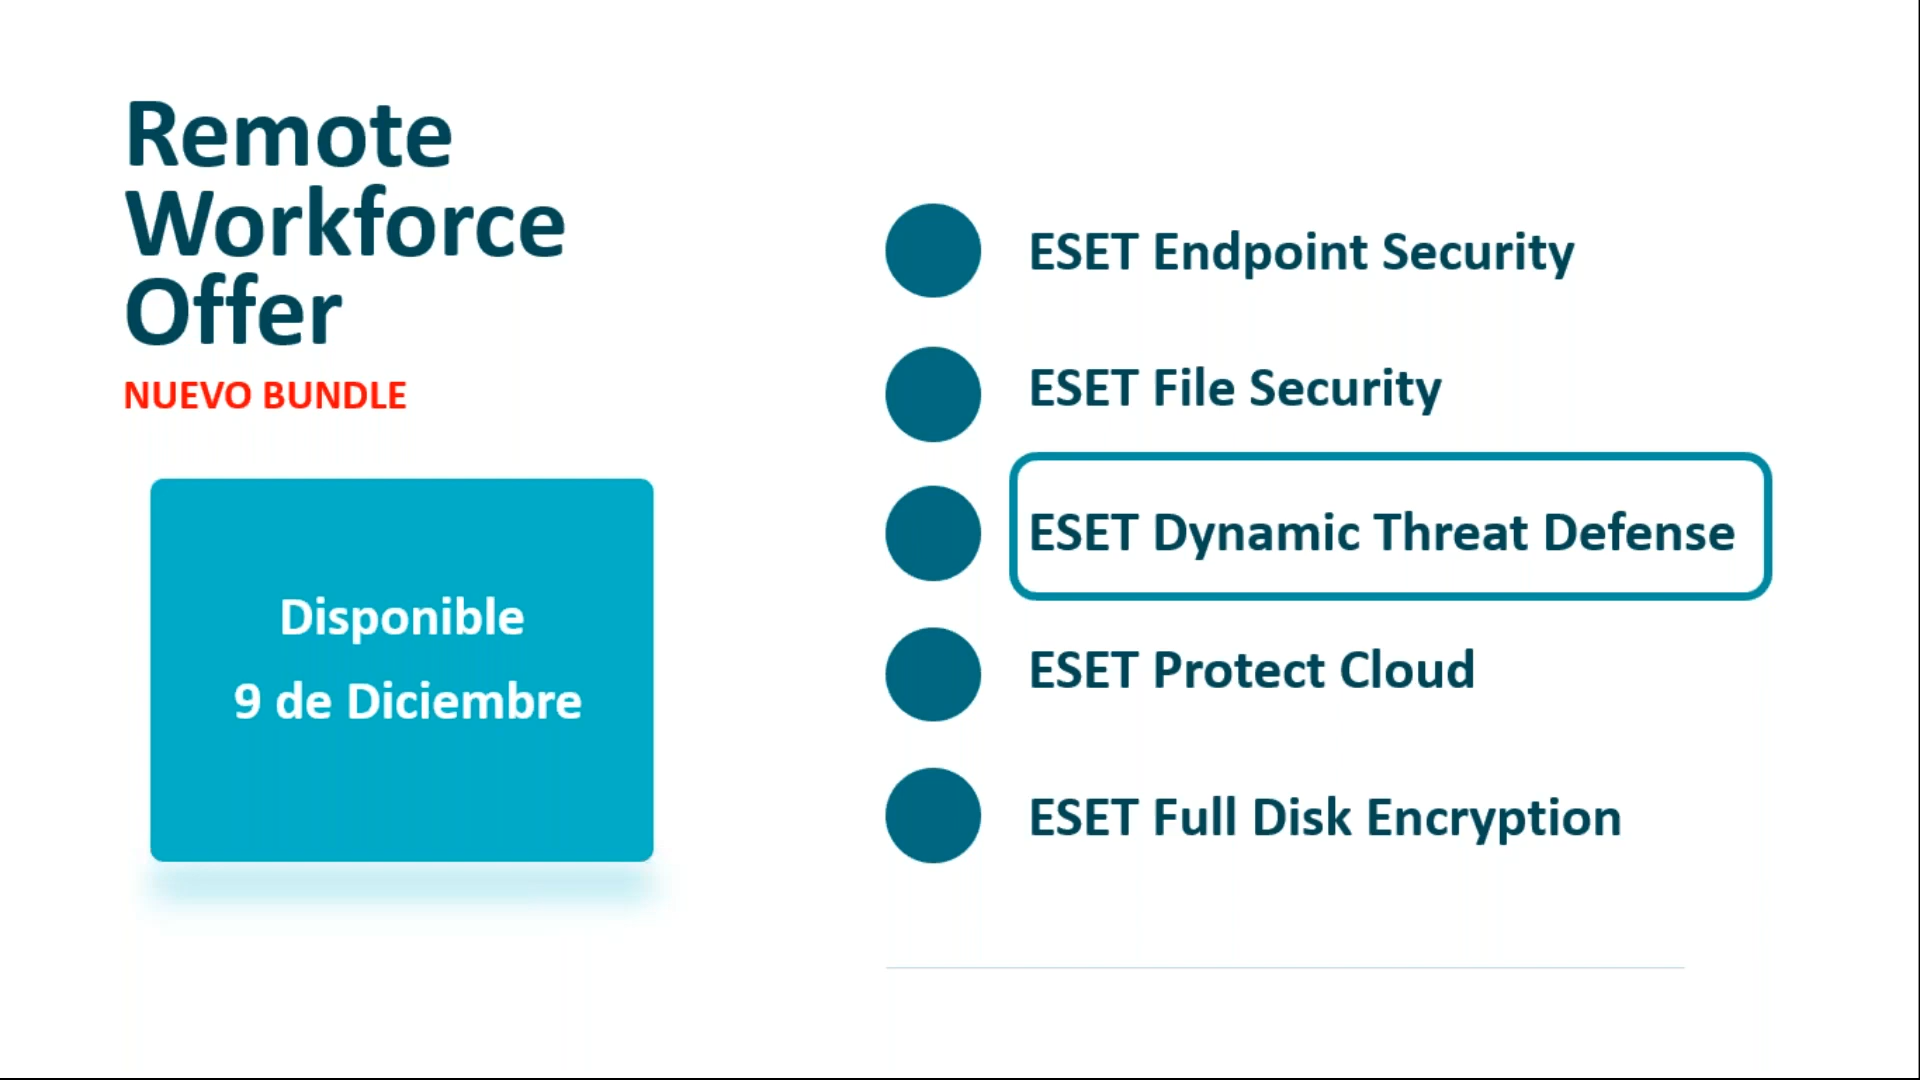 Remote
Workforce
Offer
NUEVO BUNDLE
Disponible
9 de Diciembre
ESET Endpoint Security
ESET File Security
ESET Dynamic Threat Defense
ESET Protect Cloud
ESET Full Disk Encryption